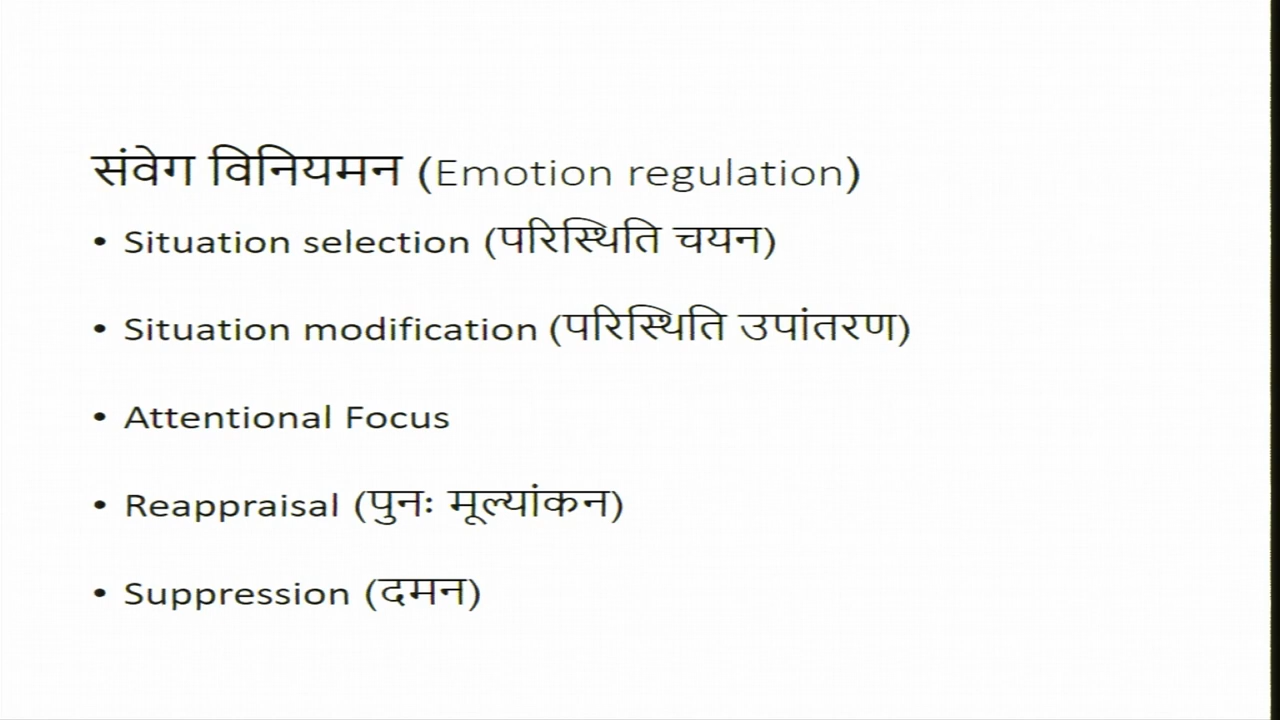 संवेग विनियमन (Emotion regulation)
• Situation selection (परिस्थिति चयन)
• Situation modification (परिस्थिति उपांतरण)
• Attentional Focus
• Reappraisal (पुनः मूल्यांकन)
• Suppression (दमन)